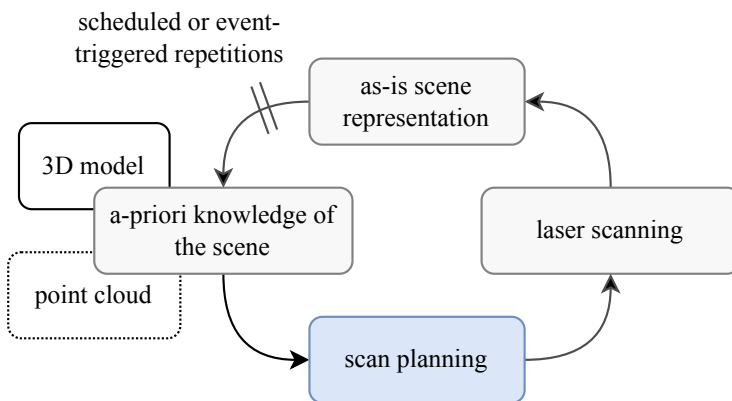 scheduled or event-
triggered repetitions
as-is scene
representation
3D model
a-priori knowledge of
the scene
laser scanning
point cloud
scan planning